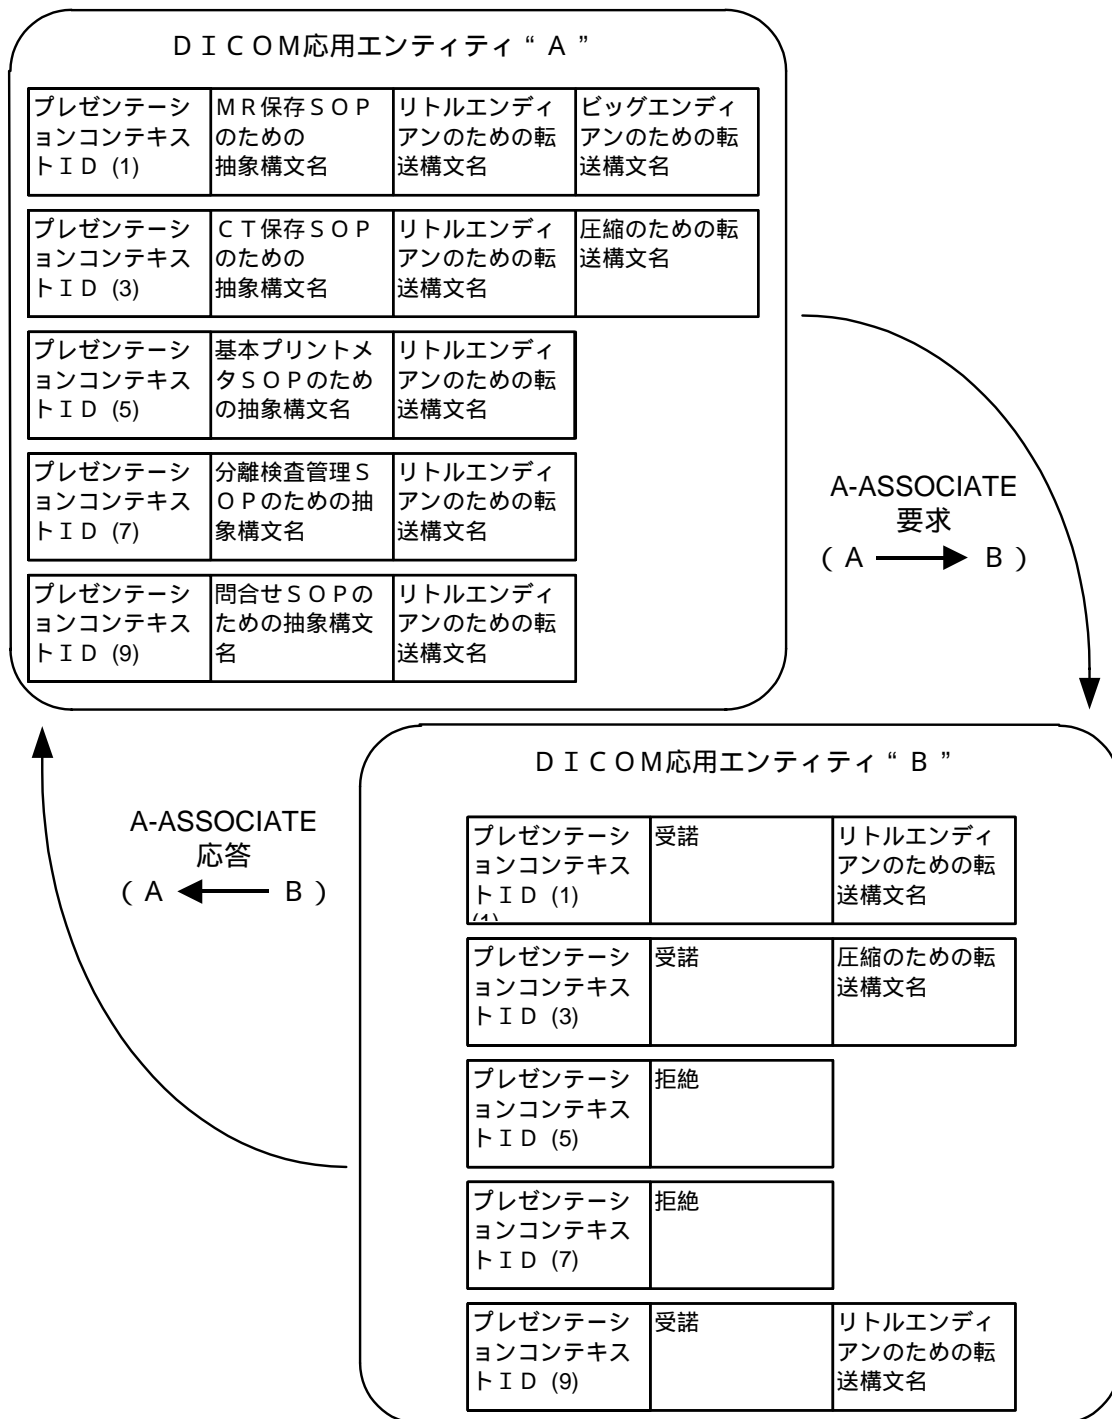 ＤＩＣＯＭ応用エンティティ“Ａ”
プレゼンテーシ
ョンコンテキス
トＩＤ (1)
ＭＲ保存ＳＯＰ
のための
抽象構文名
リトルエンディ
アンのための転
送構文名
ビッグエンディ
アンのための転
送構文名
プレゼンテーシ
ョンコンテキス
トＩＤ (3)
ＣＴ保存ＳＯＰ
のための
抽象構文名
リトルエンディ
アンのための転
送構文名
圧縮のための転
送構文名
プレゼンテーシ
ョンコンテキス
トＩＤ (5)
基本プリントメ
タＳＯＰのため
の抽象構文名
リトルエンディ
アンのための転
送構文名
プレゼンテーシ
ョンコンテキス
トＩＤ (7)
分離検査管理Ｓ
ＯＰのための抽
象構文名
リトルエンディ
アンのための転
送構文名
プレゼンテーシ
ョンコンテキス
トＩＤ (9)
問合せＳＯＰの
ための抽象構文
名
リトルエンディ
アンのための転
送構文名
A-ASSOCIATE
要求
（Ａ Ｂ）
A-ASSOCIATE
応答
（Ａ Ｂ）
ＤＩＣＯＭ応用エンティティ“Ｂ”
プレゼンテーシ
ョンコンテキス
トＩＤ (1)
(1)
受諾
リトルエンディ
アンのための転
送構文名
プレゼンテーシ
ョンコンテキス
トＩＤ (3)
受諾
圧縮のための転
送構文名
プレゼンテーシ
ョンコンテキス
トＩＤ (5)
拒絶
プレゼンテーシ
ョンコンテキス
トＩＤ (7)
拒絶
プレゼンテーシ
ョンコンテキス
トＩＤ (9)
受諾
リトルエンディ
アンのための転
送構文名